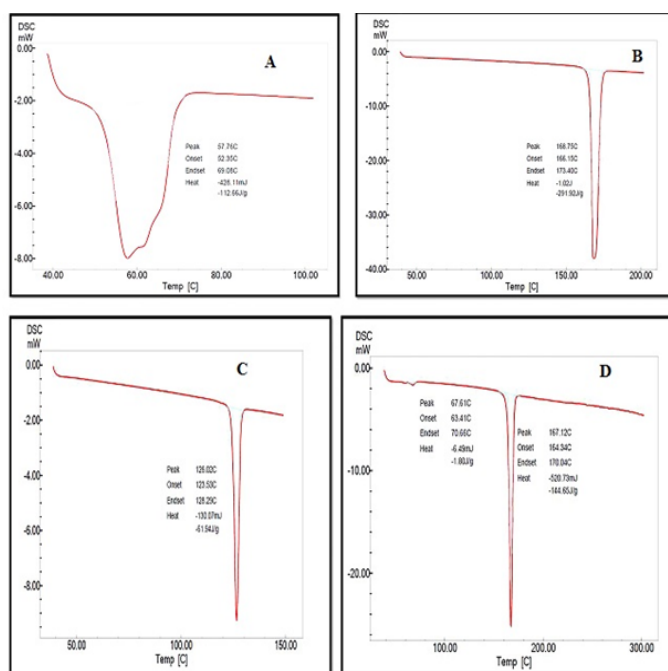 DSC
mW
A
0.00
-2.00
-4.00
-6.00
-8.00
Peak 57.75C
Onset 52.35C
Endset 69.08C
Heat
-112.66J/g
40.00 60.00 80.00 100.00
Temp [C]
DSC
mW
B
0.00
-10.00
-20.00
-30.00
-40.00
Peak 168.75C
Onset 166.15C
Endset 173.40C
Heat -1.02J
-291.92J/g
50.00 100.00 150.00 200.00
Temp [C]
DSC
mW
C
0.00
-2.00
-4.00
-6.00
-8.00
Peak
Onset 123.53C
Endset 128.29C
Heat -130.07mJ
-61.94J/g
50.00 100.00 150.00
Temp [C]
DSC
mW
D
0.00
-10.00
-20.00
Peak 67.61C
Onset 63.41C
Endset 70.66C
Heat -6.49mJ
-1.80J/g
Peak 167.12C
Onset 164.34C
Endset 170.04C
Heat -520.73mJ
-144.65J/g
100.00 200.00 300.00
Temp [C]